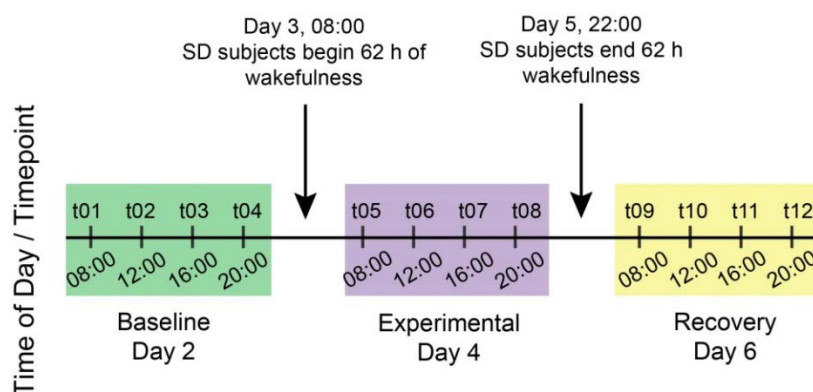 Day 3, 08:00
SD subjects begin 62 h of
wakefulness
Day 5, 22:00
SD subjects end 62 h
wakefulness
Time of Day / Timepoint
t01 t02 t03 t04
08:00 12:00 16:00 20:00
Baseline
Day 2
t05 t06 t07 t08
08:00 12:00 16:00 20:00
Experimental
Day 4
t09 t10 t11 t12
08:00 12:00 16:00 20:00
Recovery
Day 6